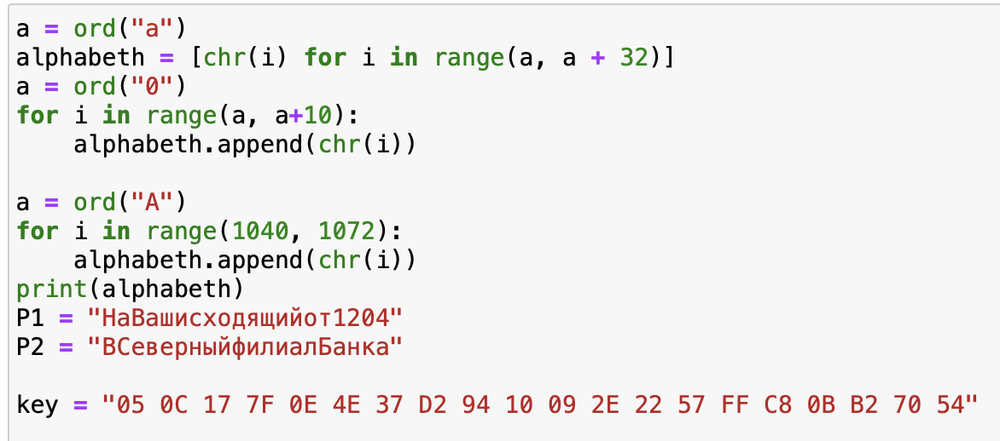 a = ord("а")
alphabeth = [chr(i) for i in range(a, a + 32)]
a = ord("0")
for i in range(a, a+10):
    alphabeth.append(chr(i))
a = ord("А")
for i in range(1040, 1072):
    alphabeth.append(chr(i))
print(alphabeth)
P1 = "НаВашисходящийот1204"
P2 = "ВСеверныйфилиалБанка"
key = "05 0C 17 7F 0E 4E 37 D2 94 10 09 2E 22 57 FF C8 0B B2 70 54"